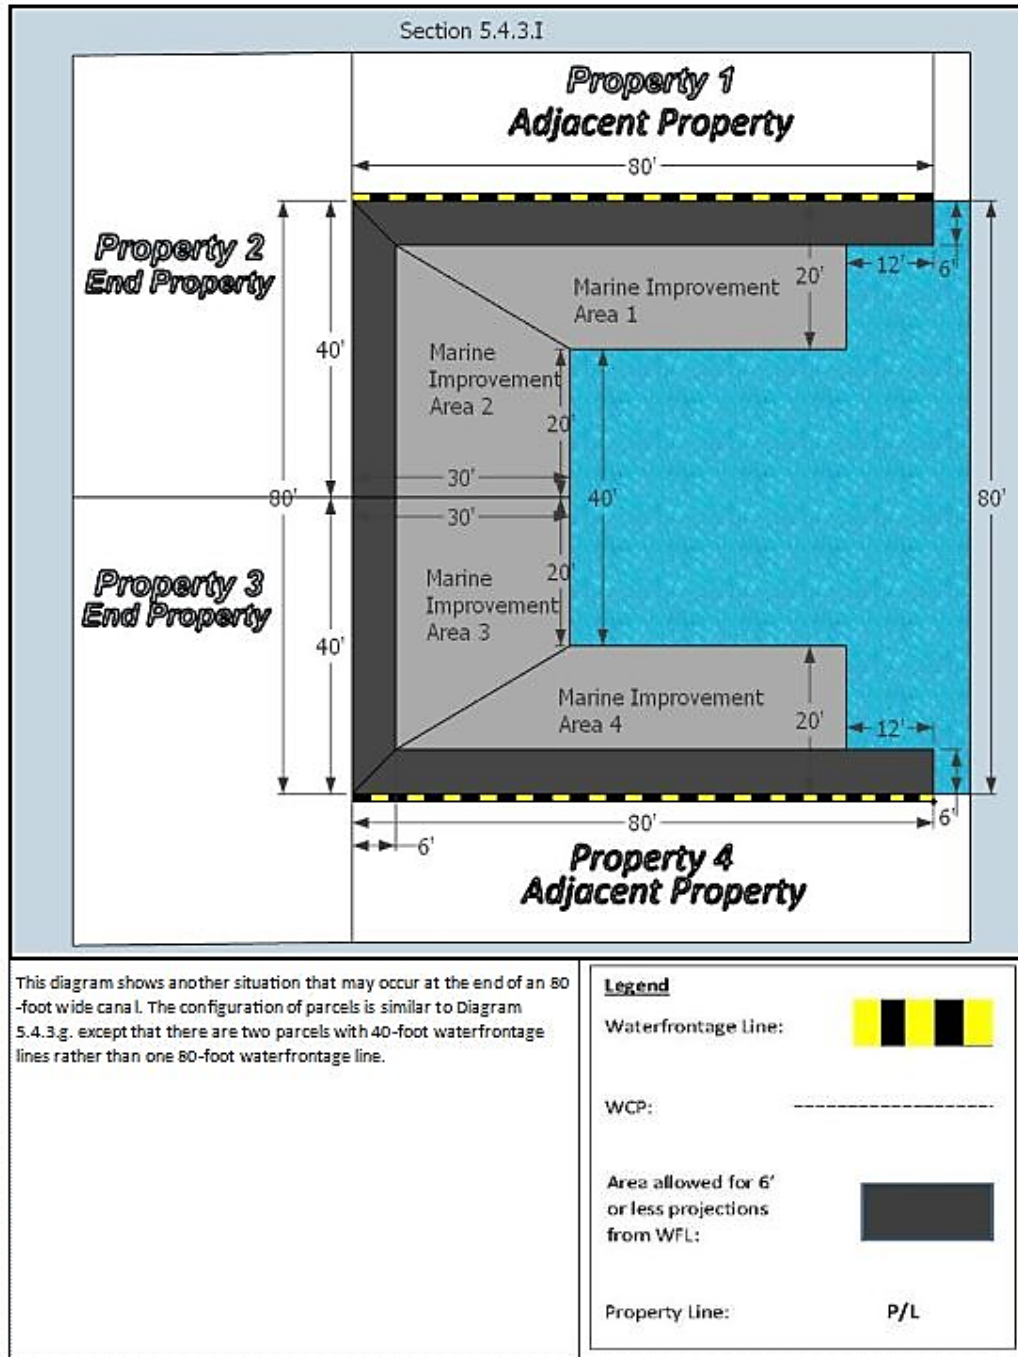 Section 5.4.3.I
Property 1
Adjacent Property
80'
Property 2
End Property
12'
6'
20'
Marine Improvement
Area 1
40'
Marine
Improvement
Area 2
20'
30'
80'
40'
80'
30'
20'
Property 3
End Property
Marine
Improvement
Area 3
40'
Marine Improvement
Area 4
20'
12'
6'
80'
6'
Property 4
Adjacent Property
This diagram shows another situation that may occur at the end of an 80
-foot wide canal. The configuration of parcels is similar to Diagram
5.4.3.g. except that there are two parcels with 40-foot waterfrontage
lines rather than one 80-foot waterfrontage line.
Legend
Waterfrontage Line:
WCP:
Area allowed for 6'
or less projections
from WFL:
Property Line: P/L